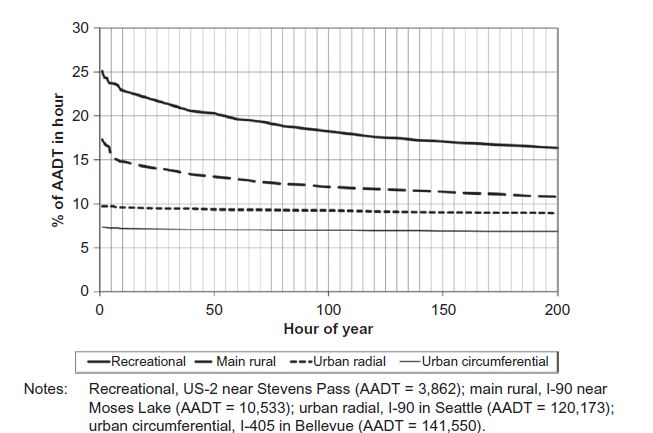 30
25
20
15
10
5
0
% of AADT in hour
0 50 100 150 200
Hour of year
Recreational Main rural Urban radial Urban circumferential
Notes: Recreational, US-2 near Stevens Pass (AADT = 3,862); main rural, I-90 near
Moses Lake (AADT = 10,533); urban radial, I-90 in Seattle (AADT = 120,173);
urban circumferential, I-405 in Bellevue (AADT = 141,550).